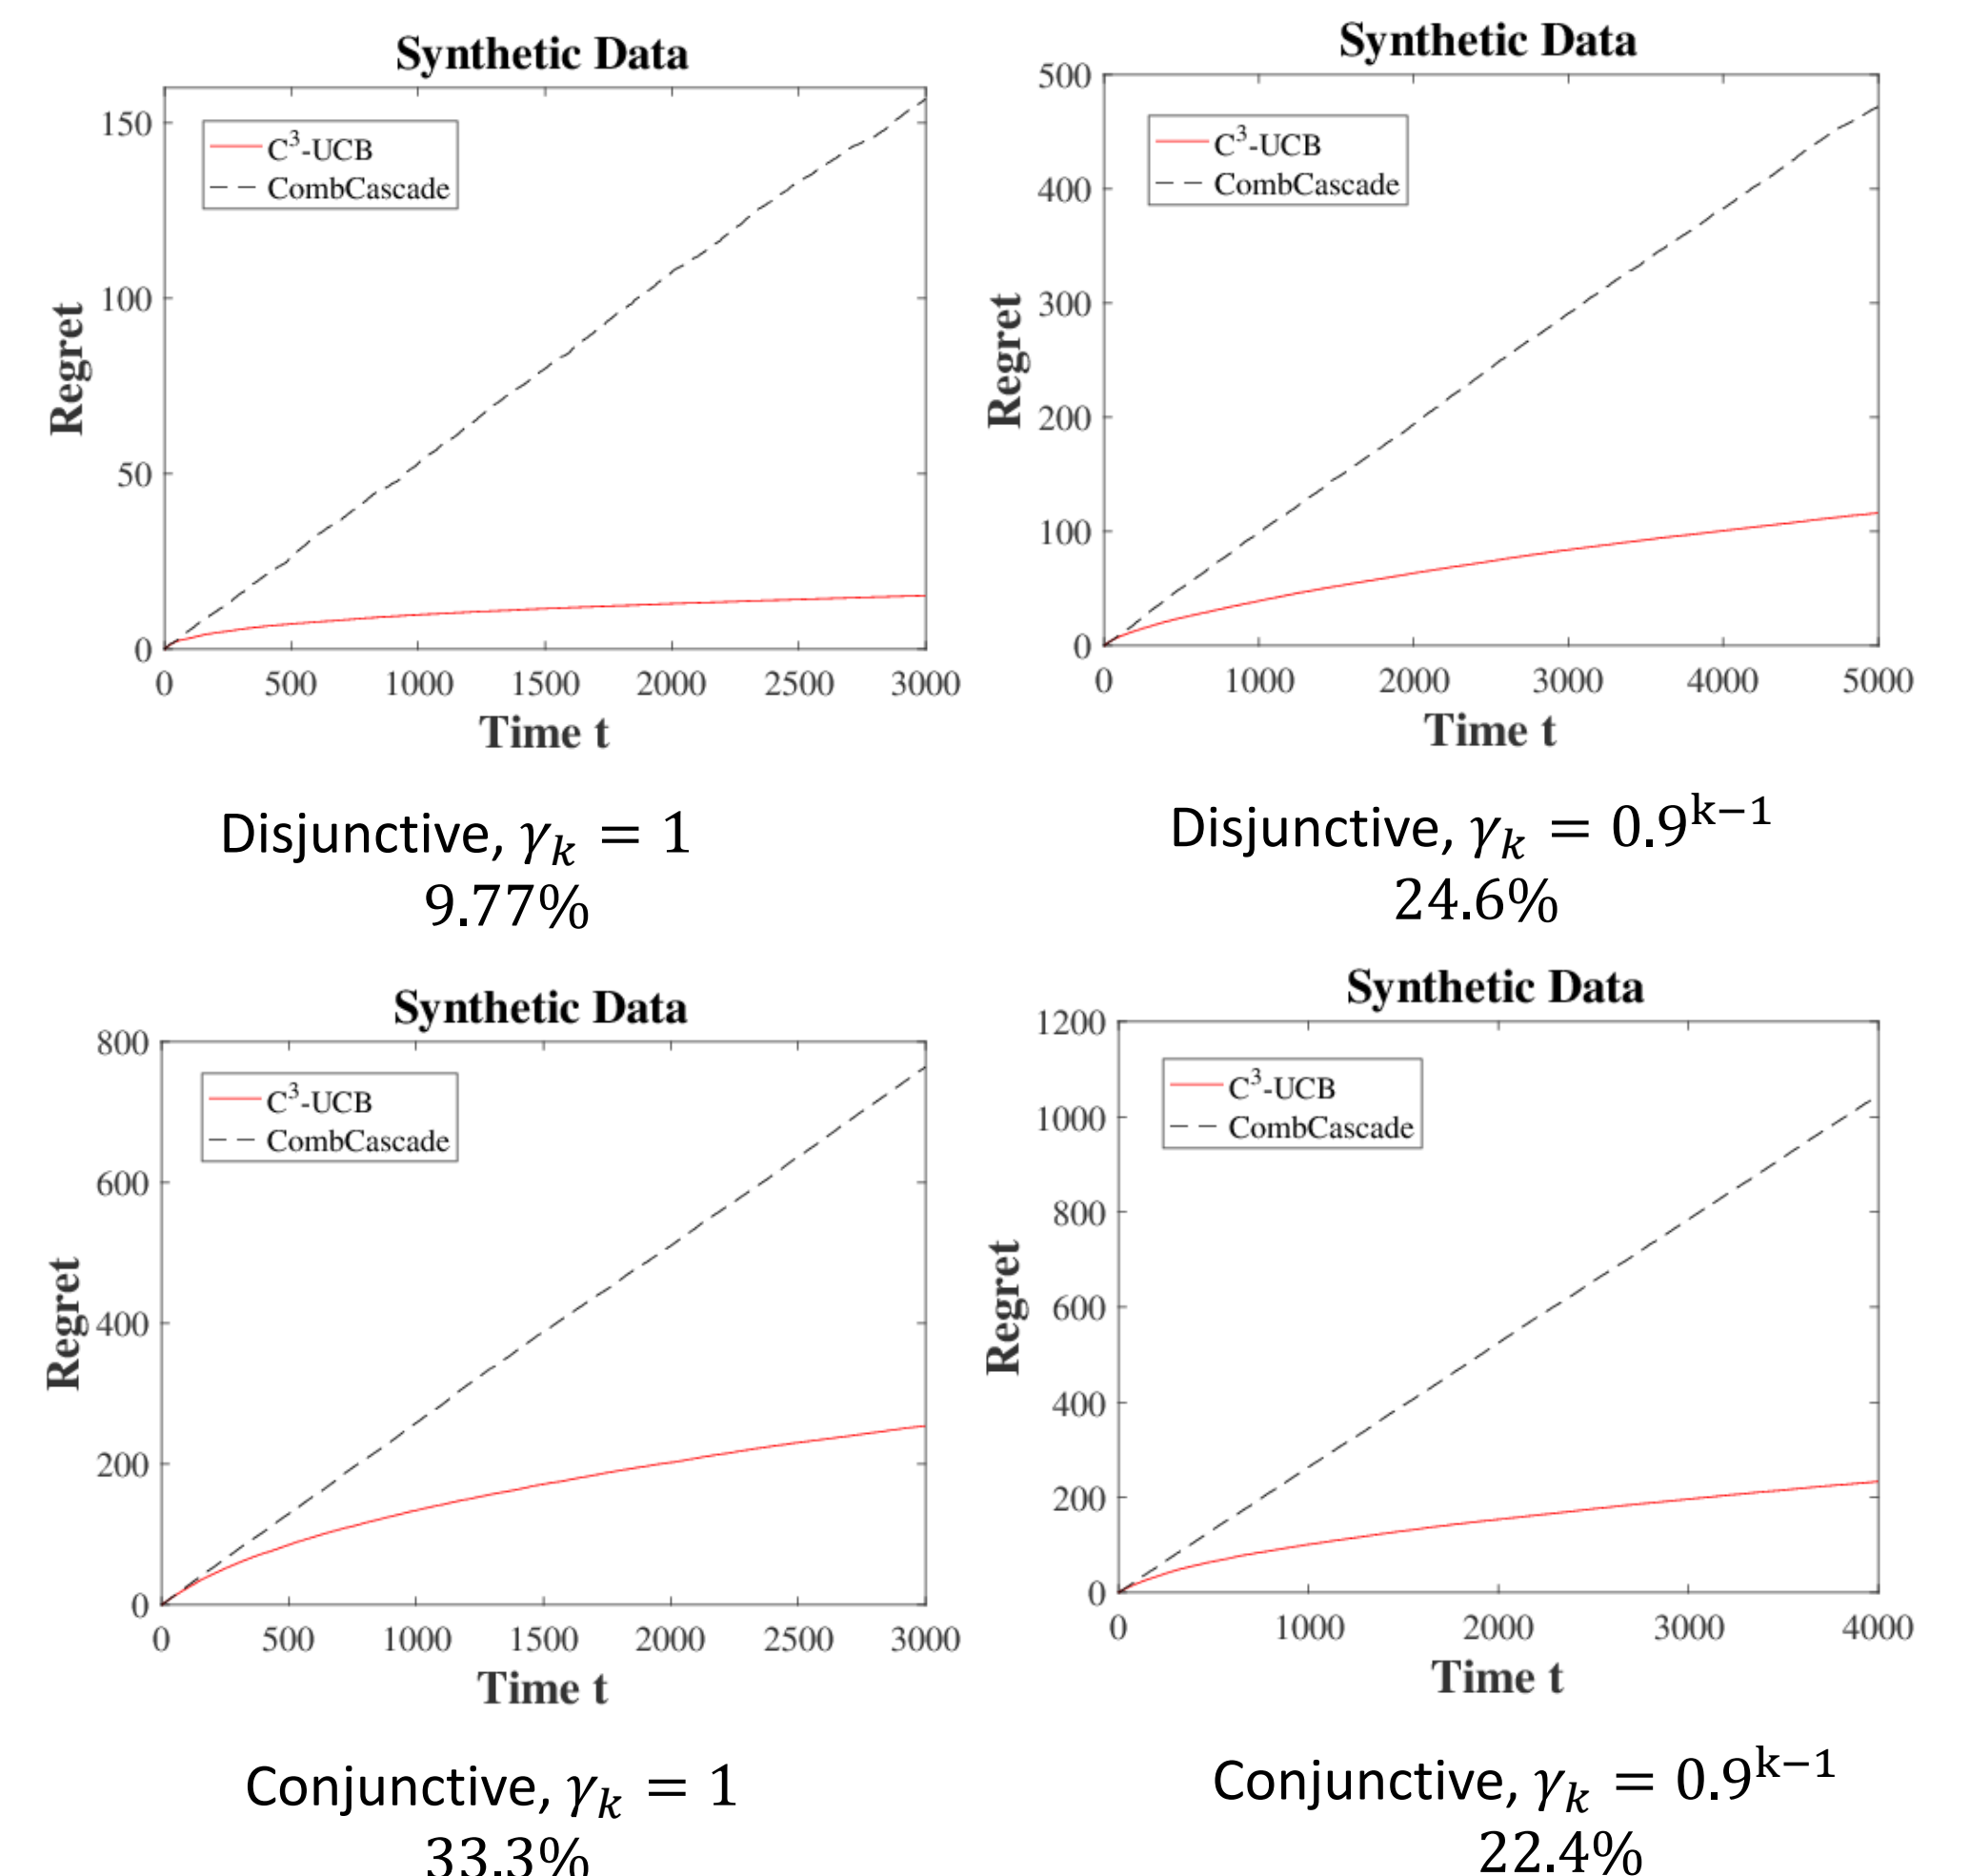 Synthetic Data
150
100
50
0
Regret
C³-UCB
CombCascade
0 500 1000 1500 2000 2500 3000
Time t
Disjunctive, γₖ = 1
9.77%
Synthetic Data
500
400
300
200
100
0
Regret
C³-UCB
CombCascade
0 1000 2000 3000 4000 5000
Time t
Disjunctive, γₖ = 0.9ᵏ⁻¹
24.6%
Synthetic Data
800
600
400
200
0
Regret
C³-UCB
CombCascade
0 500 1000 1500 2000 2500 3000
Time t
Conjunctive, γₖ = 1
33.3%
Synthetic Data
1200
1000
800
600
400
200
0
Regret
C³-UCB
CombCascade
0 1000 2000 3000 4000
Time t
Conjunctive, γₖ = 0.9ᵏ⁻¹
22.4%